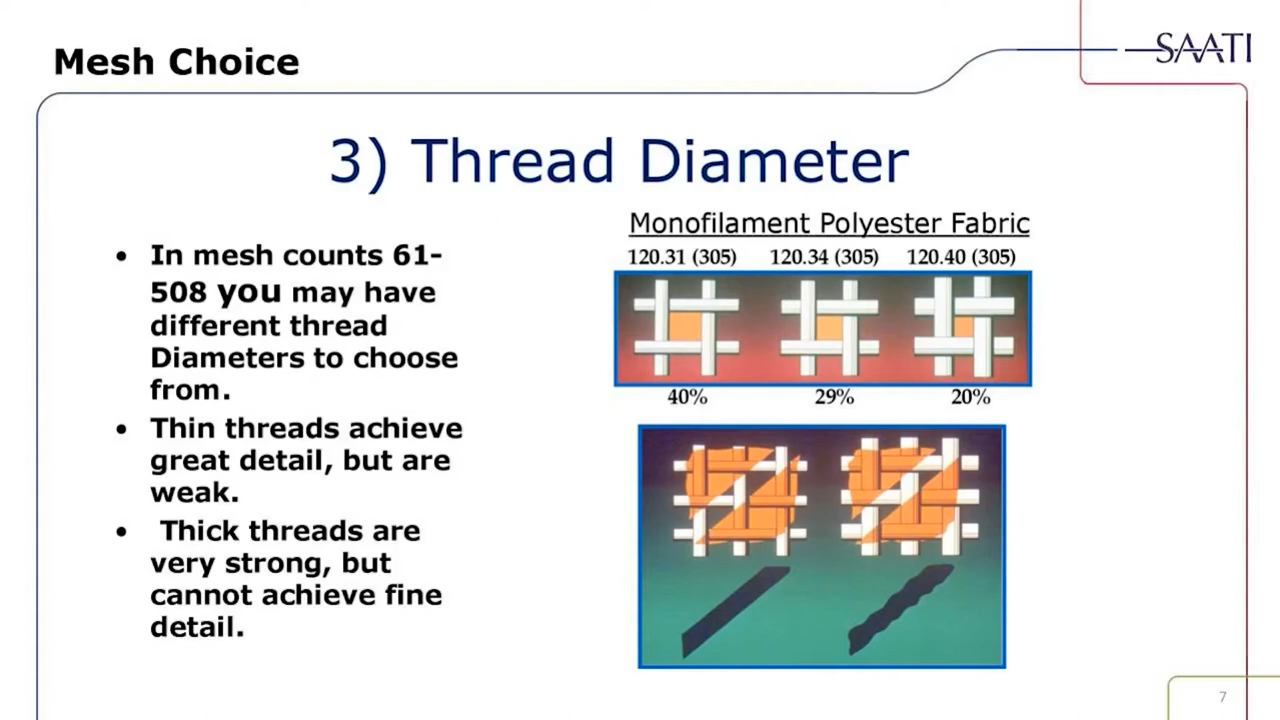 Mesh Choice
SAATI
3) Thread Diameter
• In mesh counts 61-
508 you may have
different thread
Diameters to choose
from.
• Thin threads achieve
great detail, but are
weak.
• Thick threads are
very strong, but
cannot achieve fine
detail.
Monofilament Polyester Fabric
120.31 (305) 120.34 (305) 120.40 (305)
40% 29% 20%
7